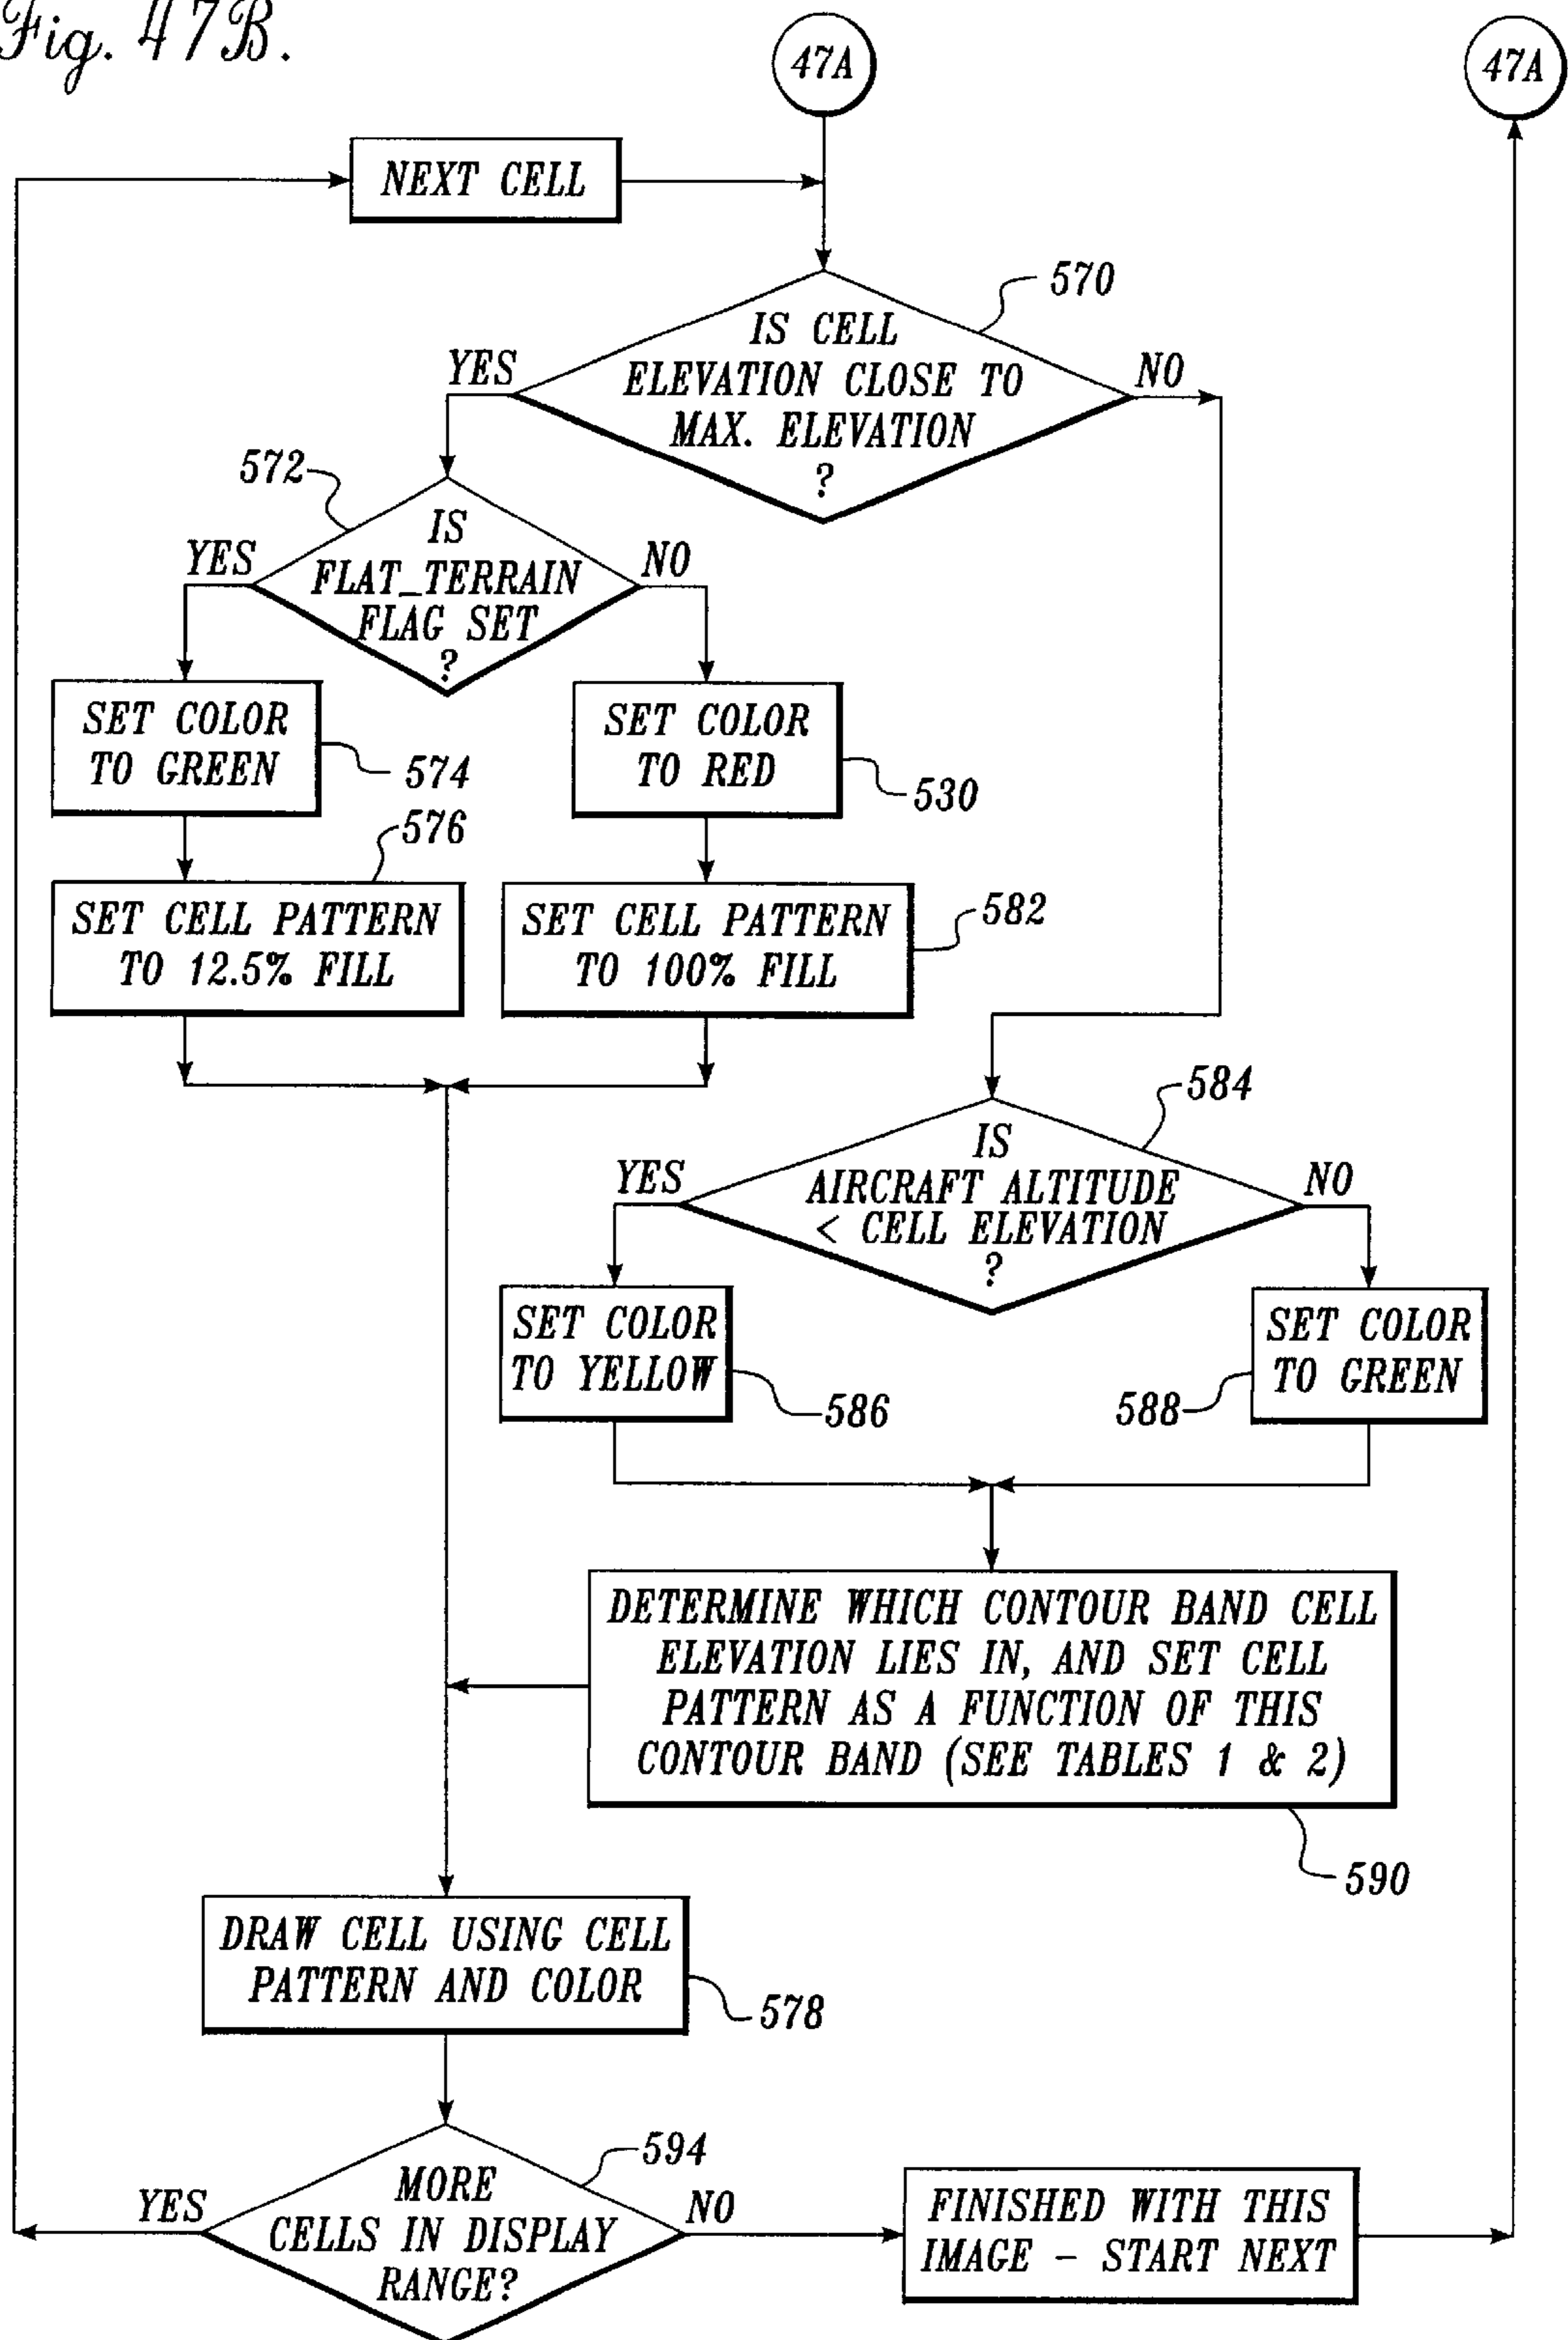 Fig. 47B.
47A
47A
NEXT CELL
570
IS CELL
ELEVATION CLOSE TO
MAX. ELEVATION
?
YES
NO
572
IS
FLAT_TERRAIN
FLAG SET
?
YES
NO
SET COLOR
TO GREEN
574
SET COLOR
TO RED
530
576
SET CELL PATTERN
TO 12.5% FILL
SET CELL PATTERN
TO 100% FILL
582
584
IS
AIRCRAFT ALTITUDE
< CELL ELEVATION
?
YES
NO
SET COLOR
TO YELLOW
586
SET COLOR
TO GREEN
588
DETERMINE WHICH CONTOUR BAND CELL
ELEVATION LIES IN, AND SET CELL
PATTERN AS A FUNCTION OF THIS
CONTOUR BAND (SEE TABLES 1 & 2)
590
DRAW CELL USING CELL
PATTERN AND COLOR
578
594
MORE
CELLS IN DISPLAY
RANGE?
YES
NO
FINISHED WITH THIS
IMAGE - START NEXT